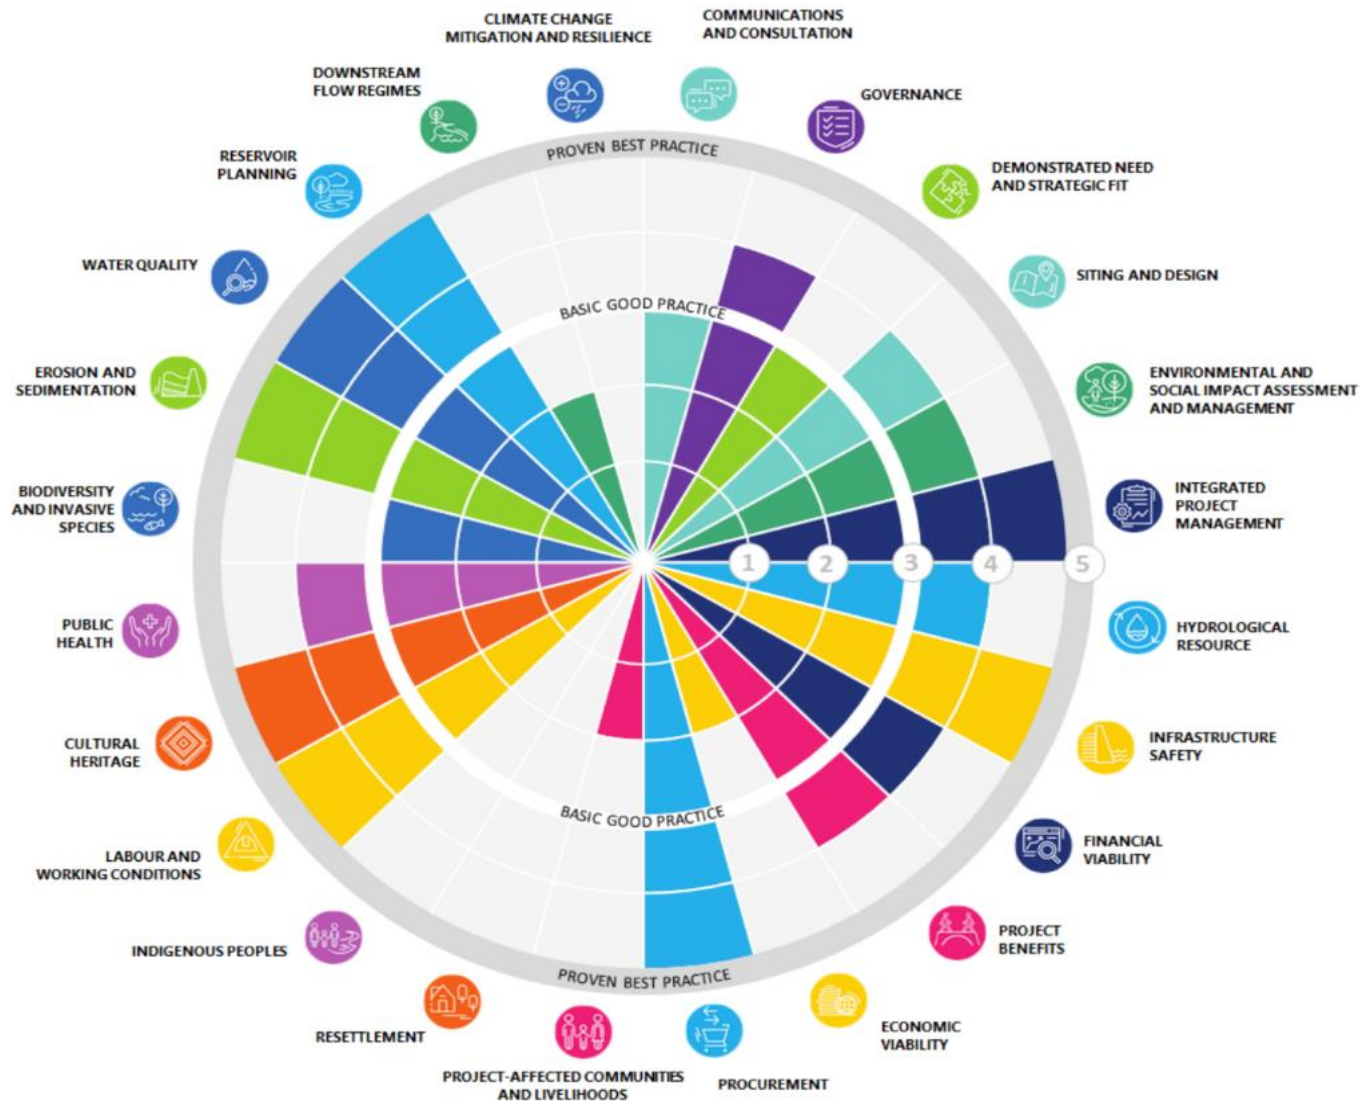 CLIMATE CHANGE
MITIGATION AND RESILIENCE
COMMUNICATIONS
AND CONSULTATION
DOWNSTREAM
FLOW REGIMES
GOVERNANCE
RESERVOIR
PLANNING
DEMONSTRATED NEED
AND STRATEGIC FIT
WATER QUALITY
SITING AND DESIGN
EROSION AND
SEDIMENTATION
ENVIRONMENTAL AND
SOCIAL IMPACT ASSESSMENT
AND MANAGEMENT
BIODIVERSITY
AND INVASIVE
SPECIES
INTEGRATED
PROJECT
MANAGEMENT
PUBLIC
HEALTH
HYDROLOGICAL
RESOURCE
CULTURAL
HERITAGE
INFRASTRUCTURE
SAFETY
LABOUR AND
WORKING CONDITIONS
FINANCIAL
VIABILITY
INDIGENOUS PEOPLES
PROJECT
BENEFITS
RESETTLEMENT
ECONOMIC
VIABILITY
PROJECT-AFFECTED COMMUNITIES
AND LIVELIHOODS
PROCUREMENT
PROVEN BEST PRACTICE
BASIC GOOD PRACTICE
1 2 3 4 5
BASIC GOOD PRACTICE
PROVEN BEST PRACTICE